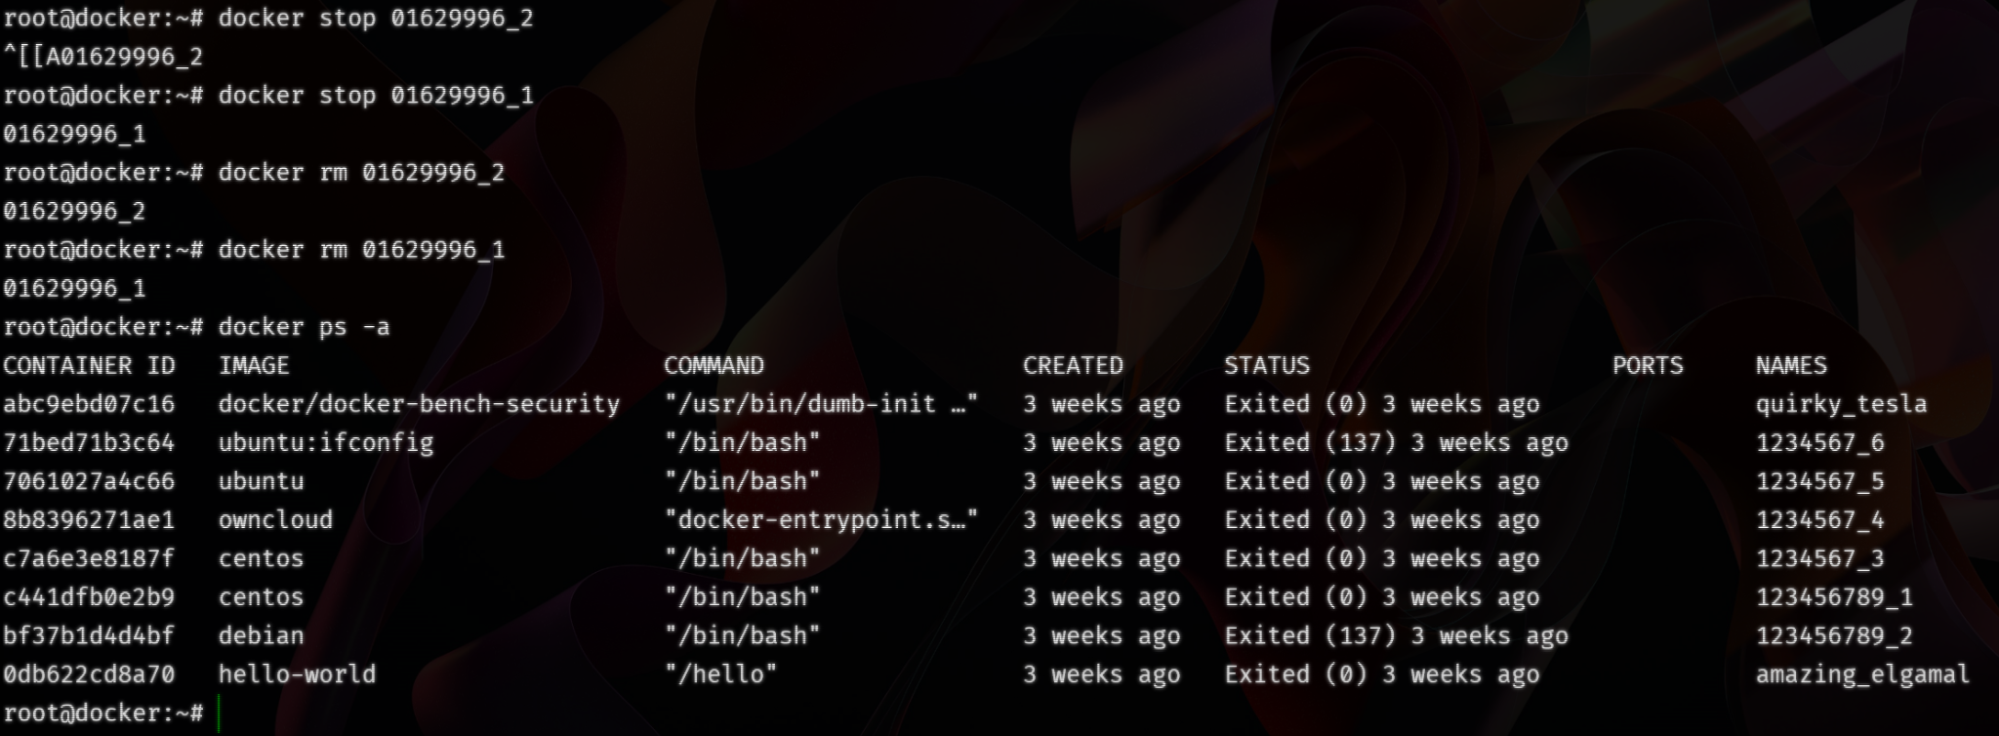 root@docker:~# docker stop 01629996_2
^[[A01629996_2
root@docker:~# docker stop 01629996_1
01629996_1
root@docker:~# docker rm 01629996_2
01629996_2
root@docker:~# docker rm 01629996_1
01629996_1
root@docker:~# docker ps -a
CONTAINER ID   IMAGE                          COMMAND                  CREATED       STATUS                     PORTS     NAMES
abc9ebd07c16   docker/docker-bench-security   "/usr/bin/dumb-init …"   3 weeks ago   Exited (0) 3 weeks ago               quirky_tesla
71bed71b3c64   ubuntu:ifconfig                "/bin/bash"              3 weeks ago   Exited (137) 3 weeks ago             1234567_6
7061027a4c66   ubuntu                         "/bin/bash"              3 weeks ago   Exited (0) 3 weeks ago               1234567_5
8b8396271ae1   owncloud                       "docker-entrypoint.s…"   3 weeks ago   Exited (0) 3 weeks ago               1234567_4
c7a6e3e8187f   centos                         "/bin/bash"              3 weeks ago   Exited (0) 3 weeks ago               1234567_3
c441dfb0e2b9   centos                         "/bin/bash"              3 weeks ago   Exited (0) 3 weeks ago               123456789_1
bf37b1d4d4bf   debian                         "/bin/bash"              3 weeks ago   Exited (137) 3 weeks ago             123456789_2
0db622cd8a70   hello-world                    "/hello"                 3 weeks ago   Exited (0) 3 weeks ago               amazing_elgamal
root@docker:~#